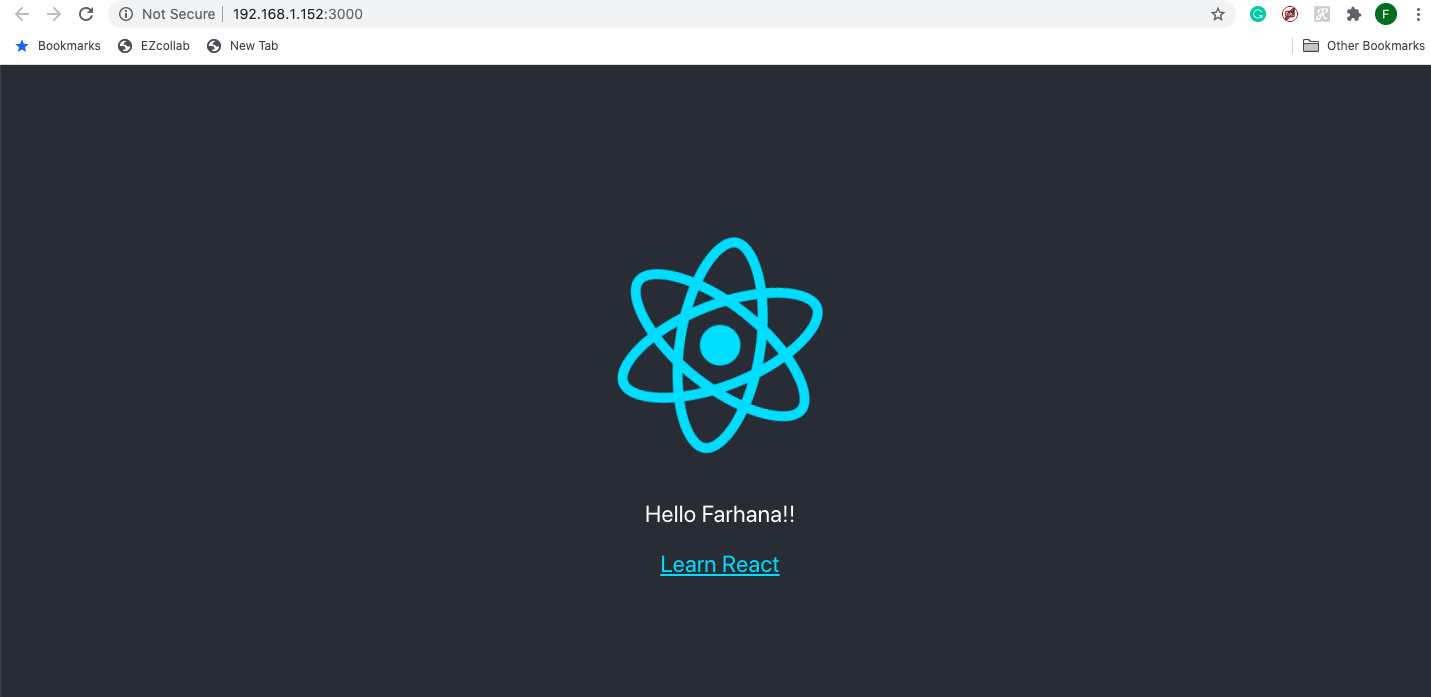 Not Secure 192.168.1.152:3000
Bookmarks EZcollab New Tab Other Bookmarks
F
Hello Farhana!!
Learn React